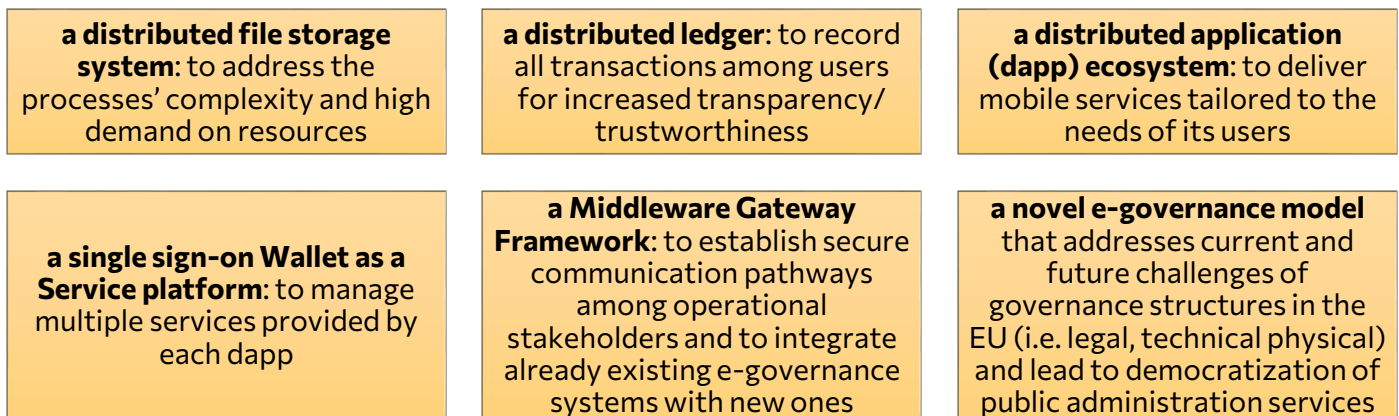 a distributed file storage
system: to address the
processes’ complexity and high
demand on resources
a distributed ledger: to record
all transactions among users
for increased transparency/
trustworthiness
a distributed application
(dapp) ecosystem: to deliver
mobile services tailored to the
needs of its users
a single sign-on Wallet as a
Service platform: to manage
multiple services provided by
each dapp
a Middleware Gateway
Framework: to establish secure
communication pathways
among operational
stakeholders and to integrate
already existing e-governance
systems with new ones
a novel e-governance model
that addresses current and
future challenges of
governance structures in the
EU (i.e. legal, technical physical)
and lead to democratization of
public administration services